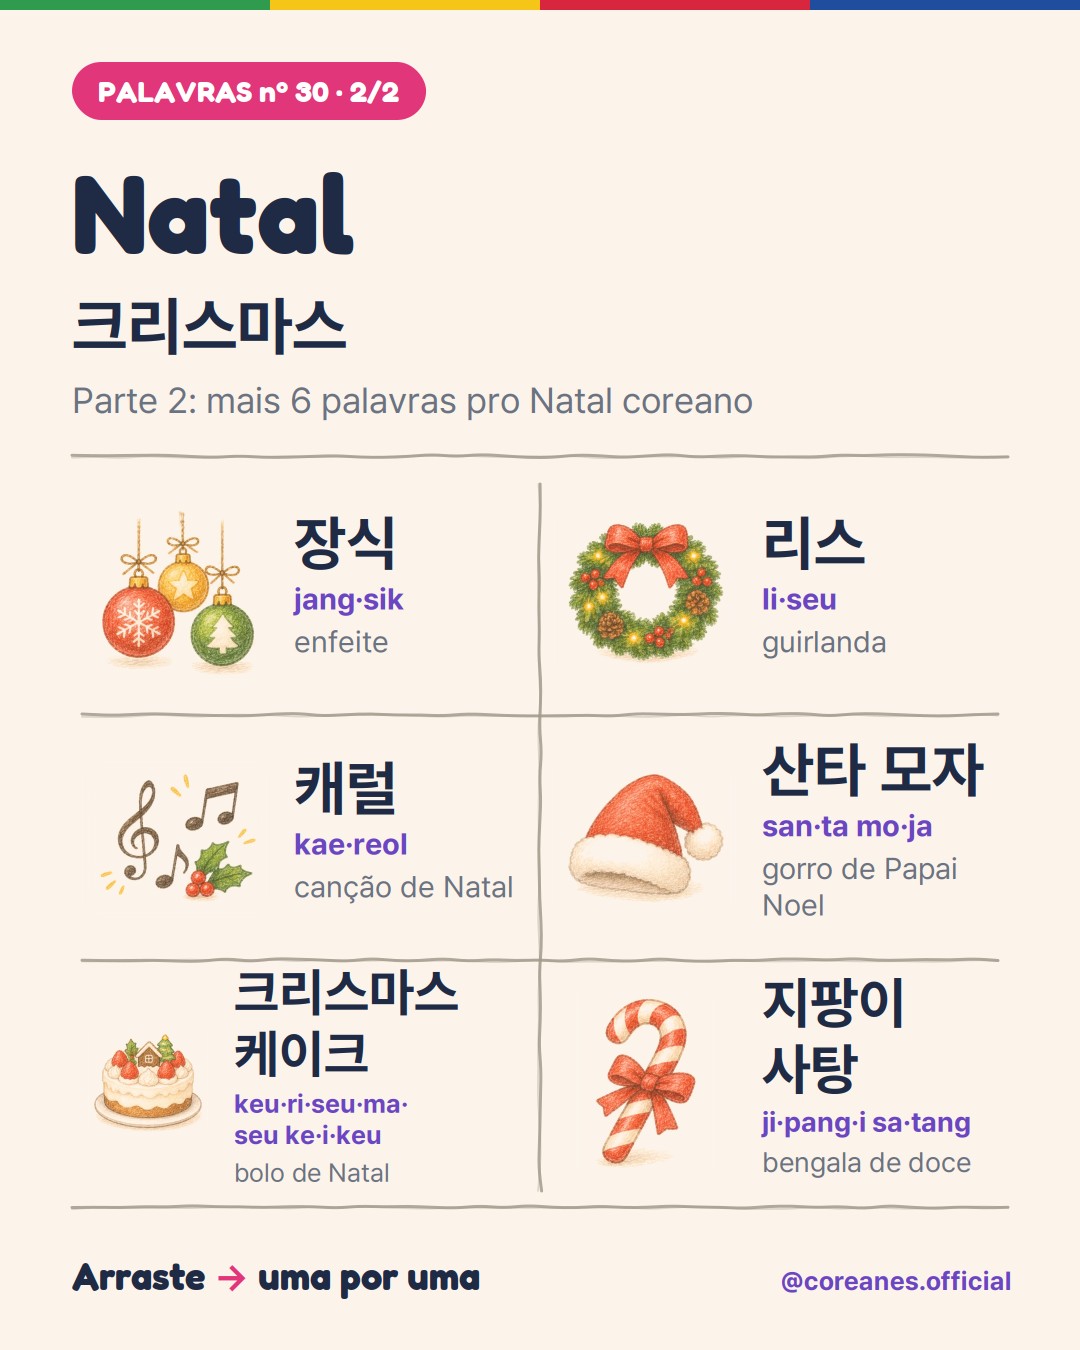 PALAVRAS nº 30 · 2/2
Natal
크리스마스
Parte 2: mais 6 palavras pro Natal coreano
장식
jang·sik
enfeite
리스
li·seu
guirlanda
캐럴
kae·reol
canção de Natal
산타 모자
san·ta mo·ja
gorro de Papai
Noel
크리스마스
케이크
keu·ri·seu·ma·
seu ke·i·keu
bolo de Natal
지팡이
사탕
ji·pang·i sa·tang
bengala de doce
Arraste → uma por uma
@coreanes.official